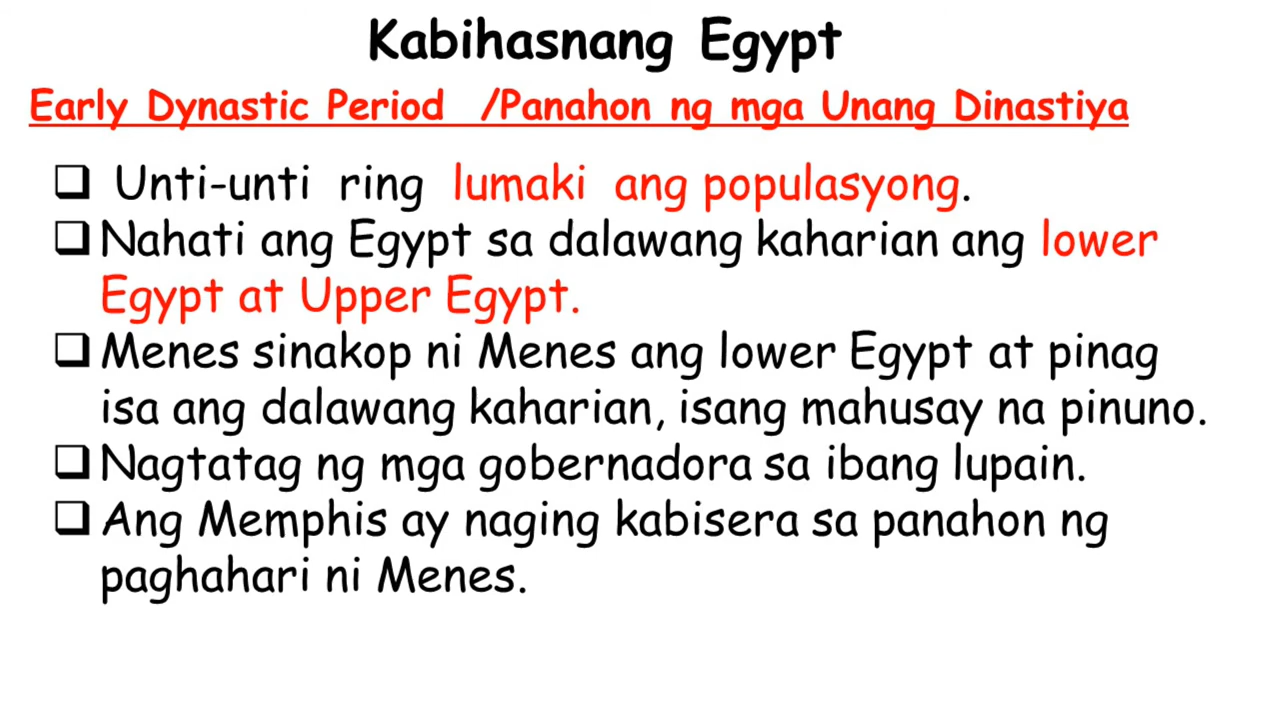 Kabihasnang Egypt
Early Dynastic Period /Panahon ng mga Unang Dinastiya
❑ Unti-unti ring lumaki ang populasyong.
❑ Nahati ang Egypt sa dalawang kaharian ang lower
Egypt at Upper Egypt.
❑ Menes sinakop ni Menes ang lower Egypt at pinag
isa ang dalawang kaharian, isang mahusay na pinuno.
❑ Nagtatag ng mga gobernadora sa ibang lupain.
❑ Ang Memphis ay naging kabisera sa panahon ng
paghahari ni Menes.